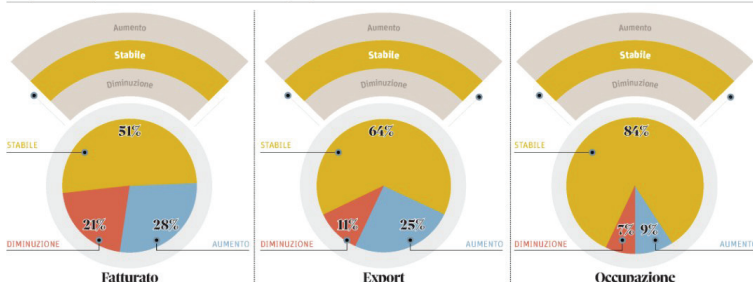 Aumento
Stabile
Diminuzione
51%
STABILE
21%
28%
DIMINUZIONE
AUMENTO
Fatturato
Aumento
Stabile
Diminuzione
64%
STABILE
11%
25%
DIMINUZIONE
AUMENTO
Export
Aumento
Stabile
Diminuzione
84%
STABILE
7%
9%
DIMINUZIONE
AUMENTO
Occupazione